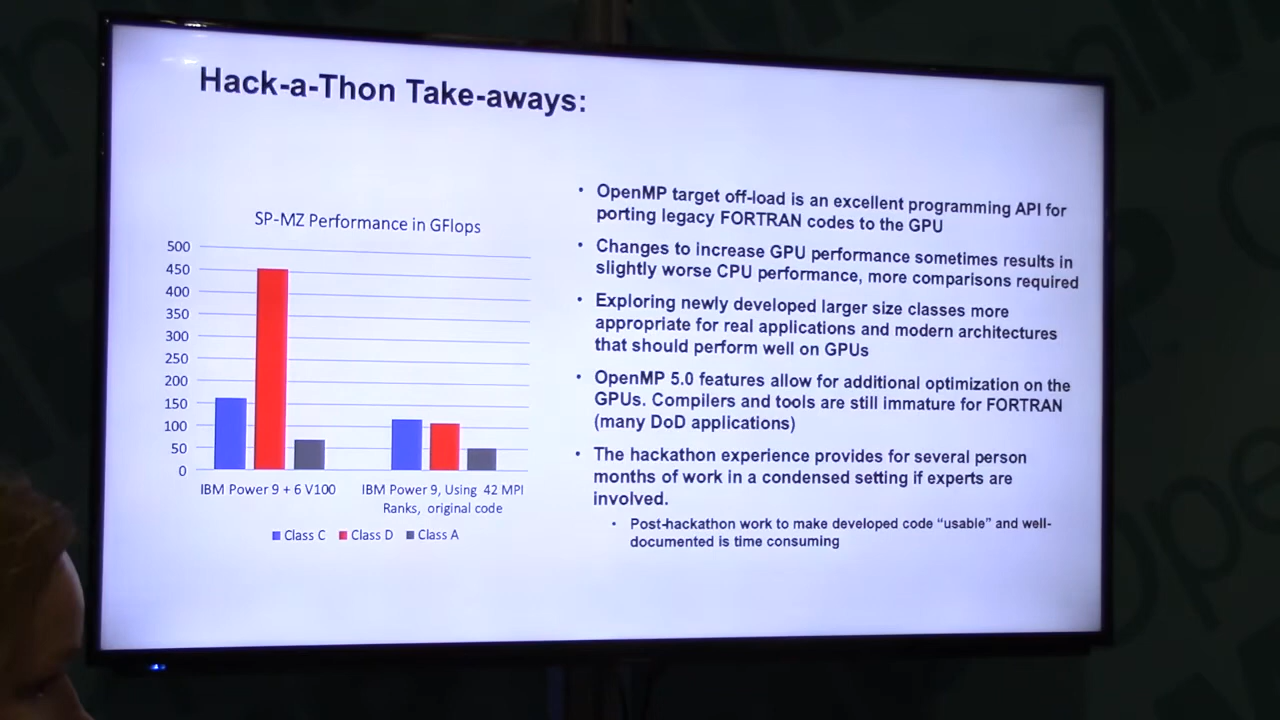 Hack-a-Thon Take-aways:
SP-MZ Performance in GFlops
500
450
400
350
300
250
200
150
100
50
0
IBM Power 9 + 6 V100
IBM Power 9, Using 42 MPI
Ranks, original code
Class C Class D Class A
• OpenMP target off-load is an excellent programming API for
porting legacy FORTRAN codes to the GPU
• Changes to increase GPU performance sometimes results in
slightly worse CPU performance, more comparisons required
• Exploring newly developed larger size classes more
appropriate for real applications and modern architectures
that should perform well on GPUs
• OpenMP 5.0 features allow for additional optimization on the
GPUs. Compilers and tools are still immature for FORTRAN
(many DoD applications)
• The hackathon experience provides for several person
months of work in a condensed setting if experts are
involved.
• Post-hackathon work to make developed code “usable” and well-
documented is time consuming